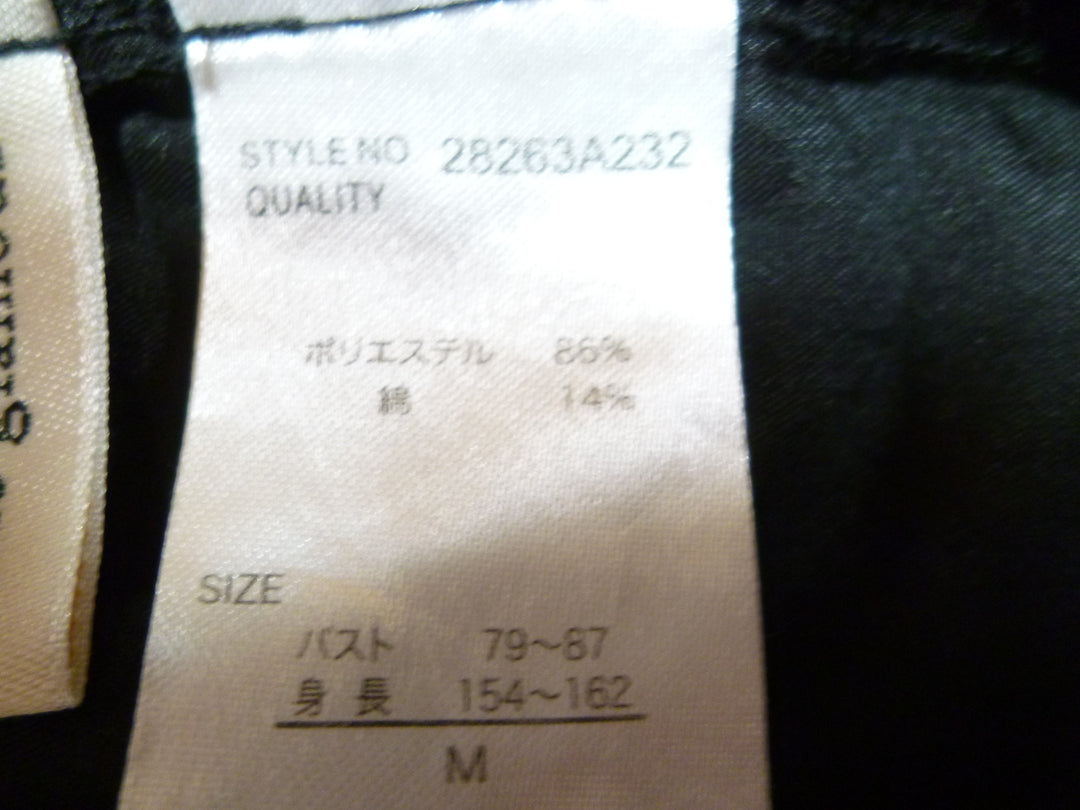 STYLE NO 28263A232
QUALITY
ポリエステル 86%
綿 14%
SIZE
バスト 79～87
身長 154～162
M